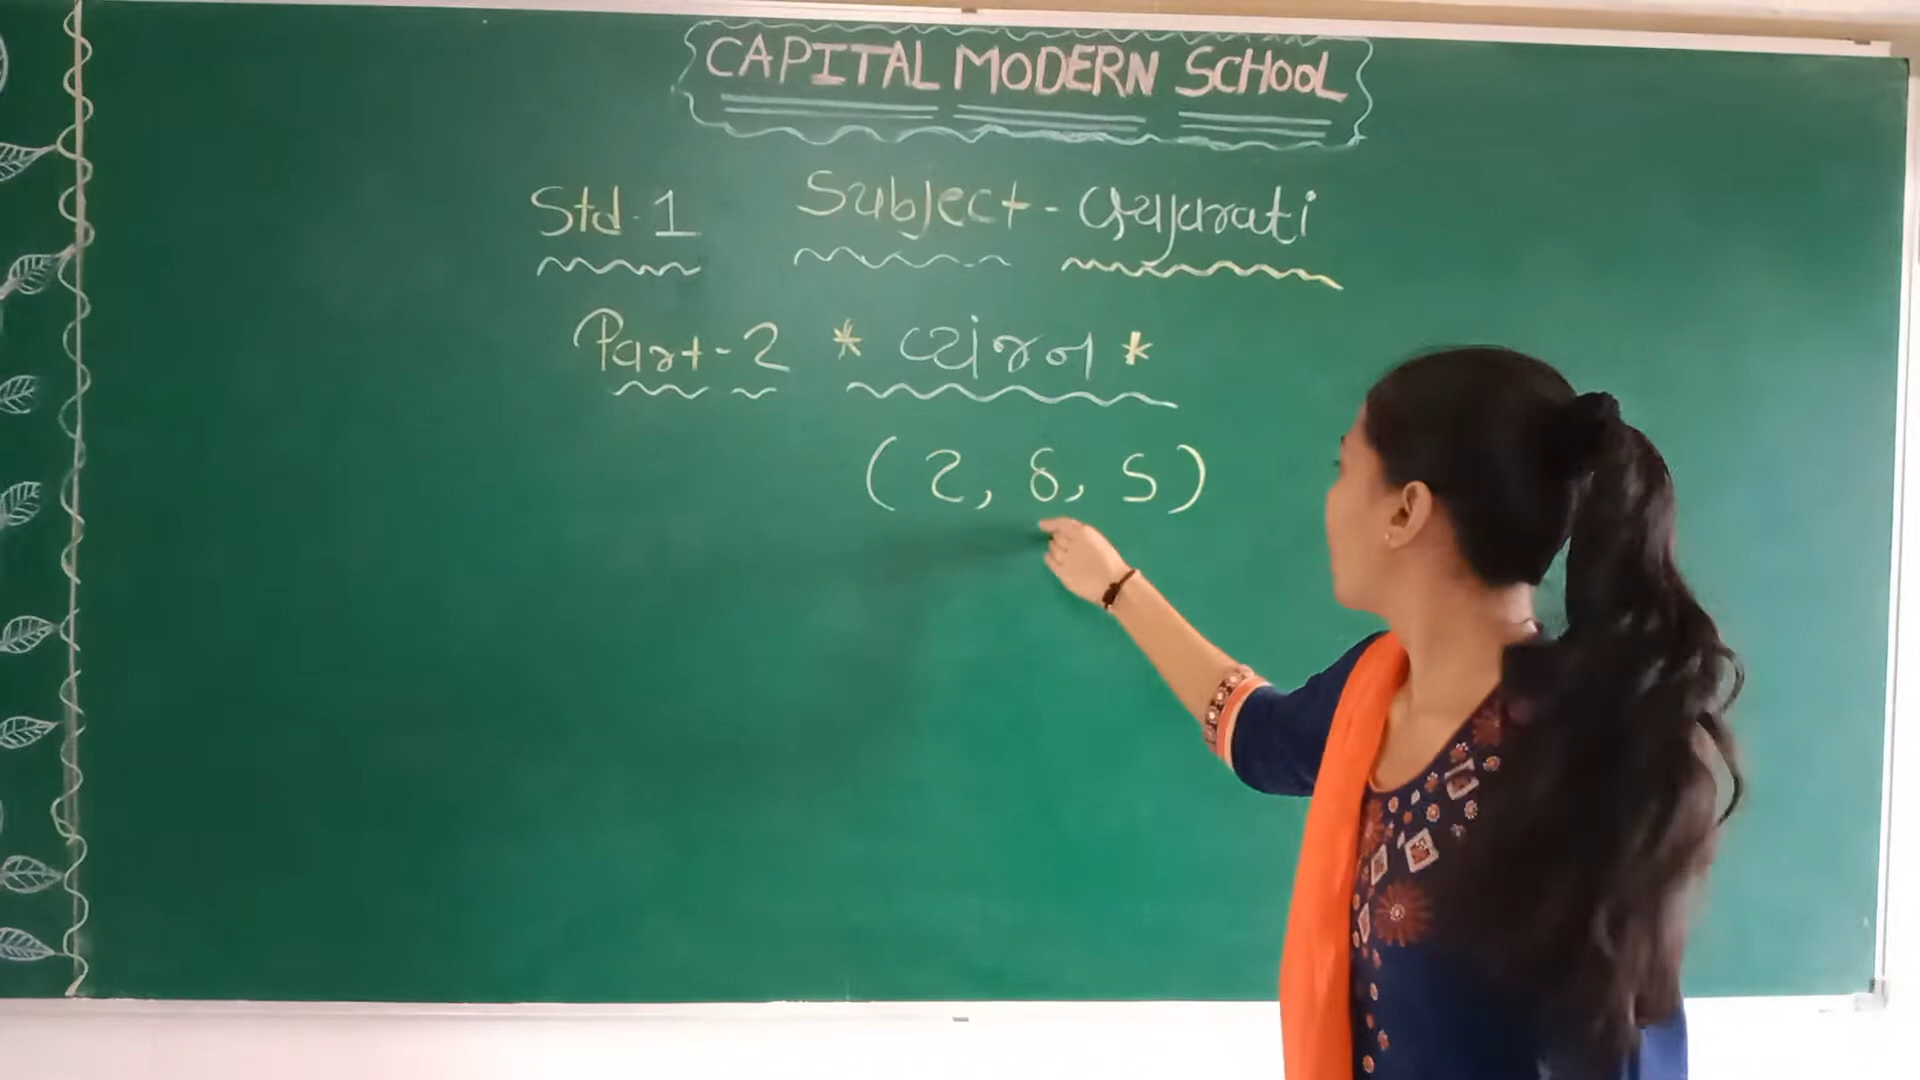 CAPITAL MODERN SCHOOL
Std-1 Subject - Gujarati
Part-2 * વ્યંજન *
(ટ, ઠ, ડ)